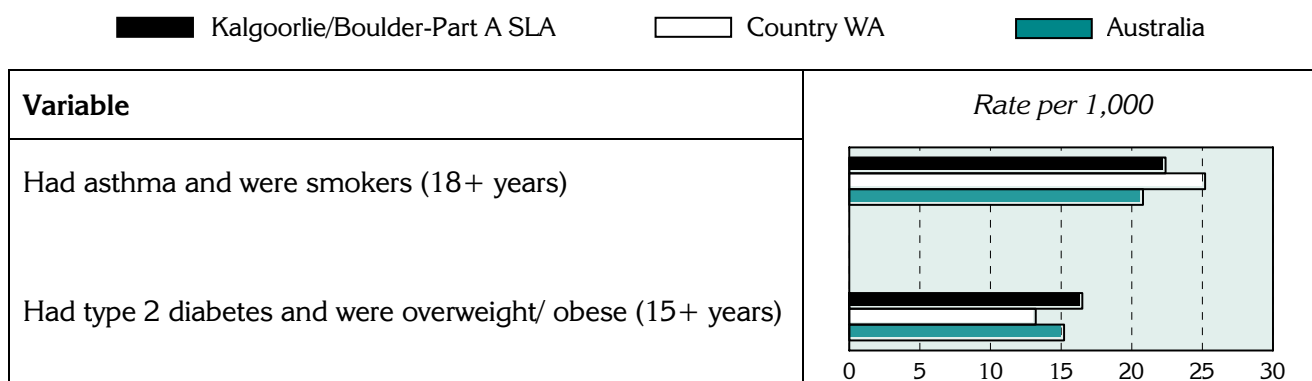 Kalgoorlie/Boulder-Part A SLA Country WA Australia
Variable Rate per 1,000
Had asthma and were smokers (18+ years)
Had type 2 diabetes and were overweight/ obese (15+ years)
0 5 10 15 20 25 30